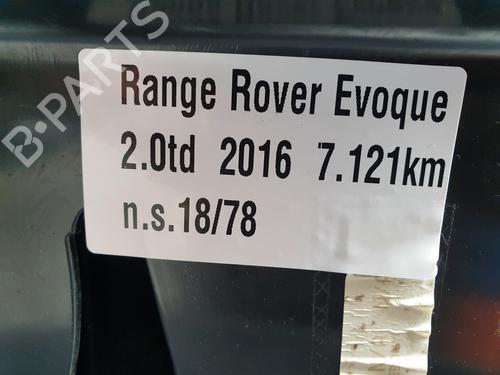 B-PARTS
Range Rover Evoque
2.0td 2016 7.121km
n.s.18/78